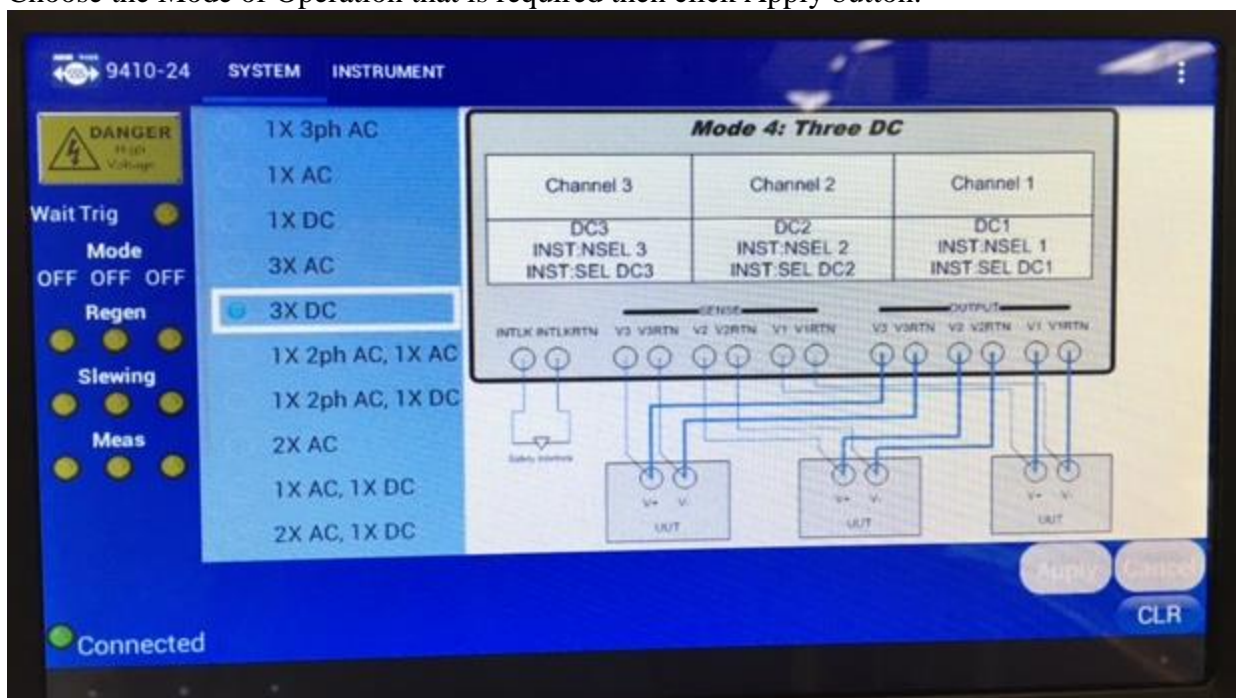 Choose the Mode of Operation that is required then click Apply button.
9410-24 SYSTEM INSTRUMENT
DANGER
High
Voltage
Wait Trig
Mode
OFF OFF OFF
Regen
Slewing
Meas
Connected
1X 3ph AC
1X AC
1X DC
3X AC
3X DC
1X 2ph AC, 1X AC
1X 2ph AC, 1X DC
2X AC
1X AC, 1X DC
2X AC, 1X DC
Mode 4: Three DC
Channel 3 Channel 2 Channel 1
DC3 DC2 DC1
INST:NSEL 3 INST:NSEL 2 INST:NSEL 1
INST:SEL DC3 INST:SEL DC2 INST:SEL DC1
SENSE OUTPUT
INTLK INTLKRTN V3 V3RTN V2 V2RTN V1 V1RTN V3 V3RTN V2 V2RTN V1 V1RTN
Safety Interlock
V+ V- V+ V- V+ V-
UUT UUT UUT
Apply Cancel
CLR